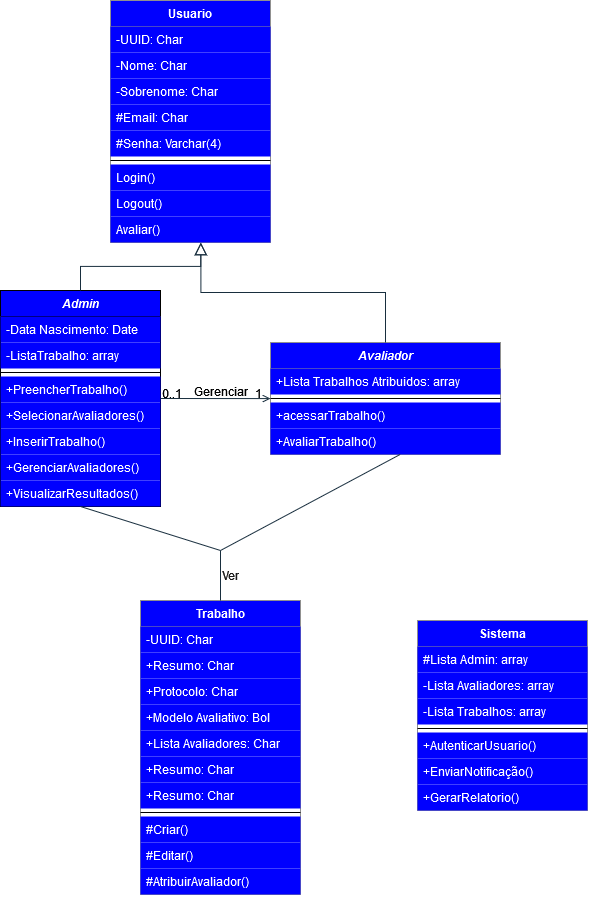 Usuario
-UUID: Char
-Nome: Char
-Sobrenome: Char
#Email: Char
#Senha: Varchar(4)
Login()
Logout()
Avaliar()
Admin
-Data Nascimento: Date
-ListaTrabalho: array
+PreencherTrabalho()
+SelecionarAvaliadores()
+InserirTrabalho()
+GerenciarAvaliadores()
+VisualizarResultados()
0..1 Gerenciar 1
Avaliador
+Lista Trabalhos Atribuidos: array
+acessarTrabalho()
+AvaliarTrabalho()
Ver
Trabalho
-UUID: Char
+Resumo: Char
+Protocolo: Char
+Modelo Avaliativo: Bol
+Lista Avaliadores: Char
+Resumo: Char
+Resumo: Char
#Criar()
#Editar()
#AtribuirAvaliador()
Sistema
#Lista Admin: array
-Lista Avaliadores: array
-Lista Trabalhos: array
+AutenticarUsuario()
+EnviarNotificação()
+GerarRelatorio()